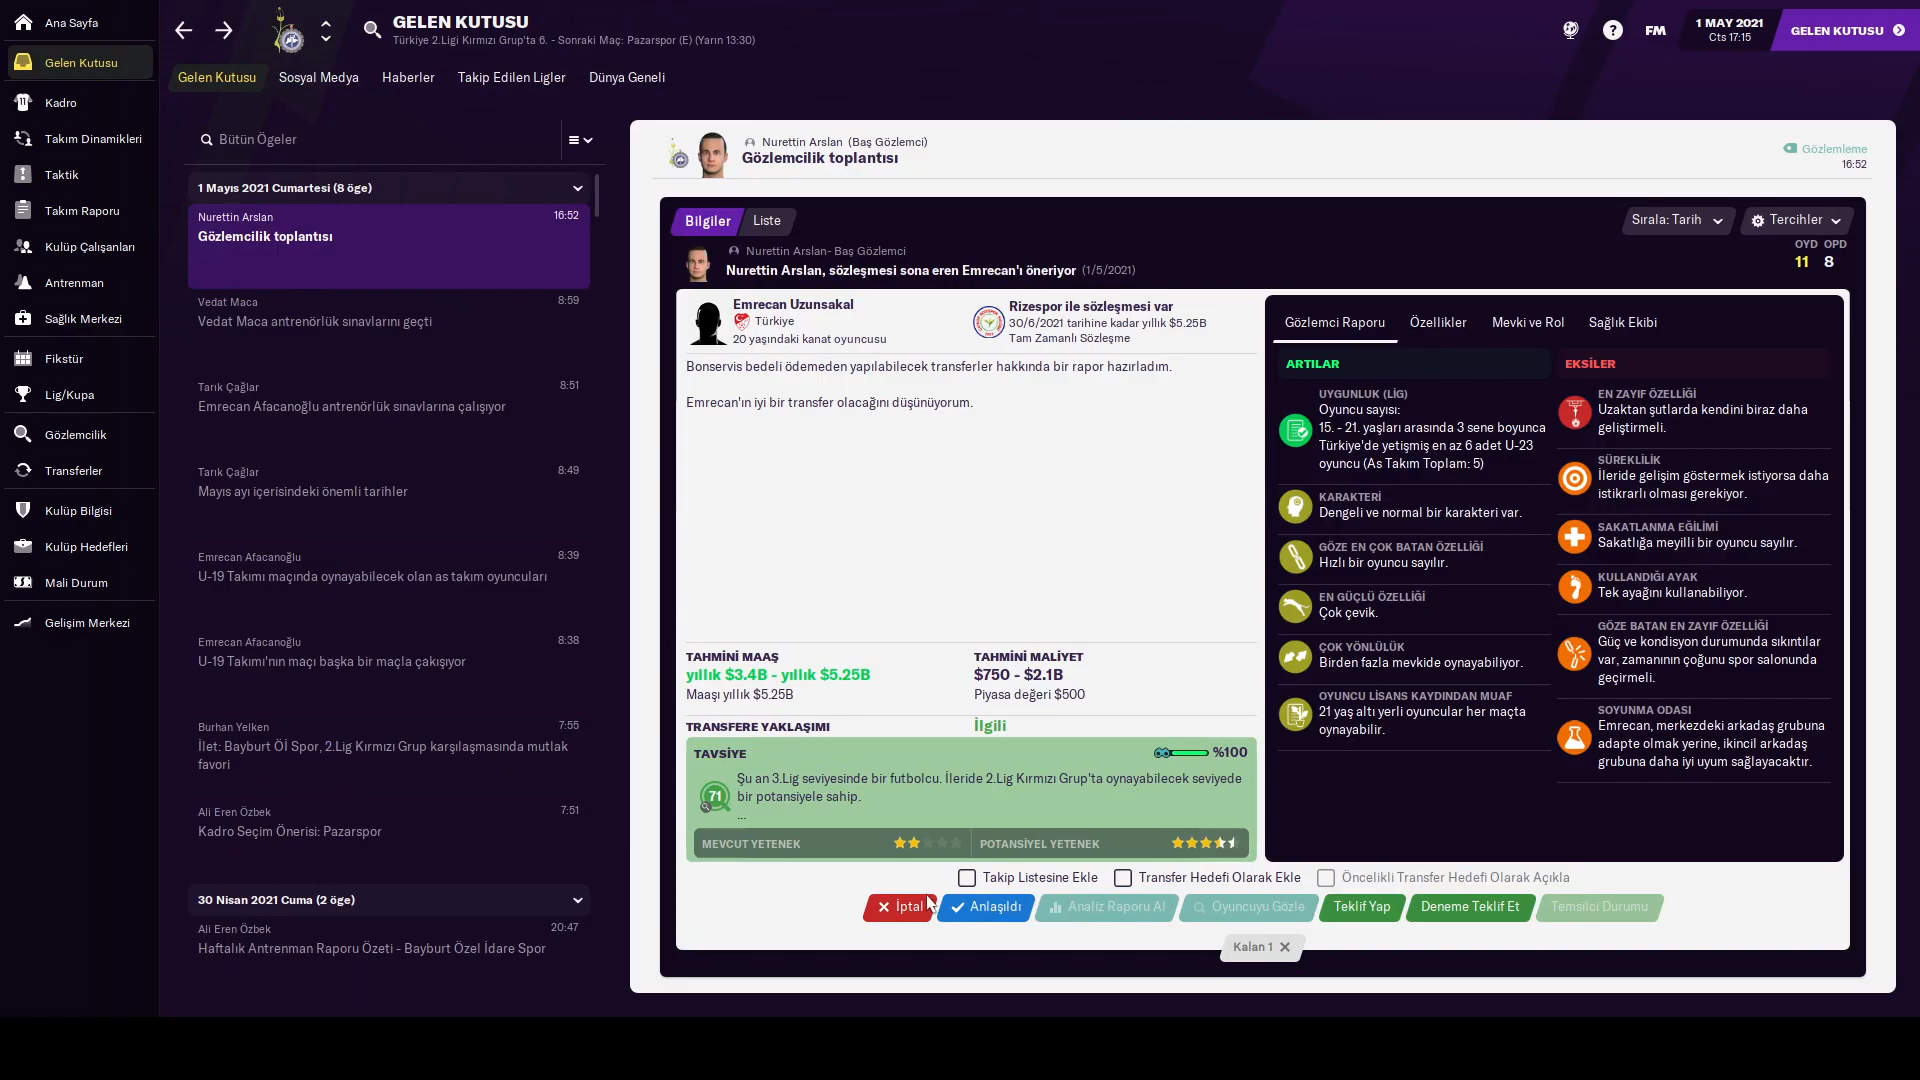 Ana Sayfa
Gelen Kutusu
Kadro
Takım Dinamikleri
Taktik
Takım Raporu
Kulüp Çalışanları
Antrenman
Sağlık Merkezi
Fikstür
Lig/Kupa
Gözlemcilik
Transferler
Kulüp Bilgisi
Kulüp Hedefleri
Mali Durum
Gelişim Merkezi
GELEN KUTUSU
Türkiye 2.Ligi Kırmızı Grup'ta 6. - Sonraki Maç: Pazarspor (E) (Yarın 13:30)
FM
1 MAY 2021
Cts 17:15
GELEN KUTUSU
Gelen Kutusu
Sosyal Medya
Haberler
Takip Edilen Ligler
Dünya Geneli
Bütün Ögeler
1 Mayıs 2021 Cumartesi (8 öge)
Nurettin Arslan 16:52
Gözlemcilik toplantısı
Vedat Maca 8:59
Vedat Maca antrenörlük sınavlarını geçti
Tarık Çağlar 8:51
Emrecan Afacanoğlu antrenörlük sınavlarına çalışıyor
Tarık Çağlar 8:49
Mayıs ayı içerisindeki önemli tarihler
Emrecan Afacanoğlu 8:39
U-19 Takımı maçında oynayabilecek olan as takım oyuncuları
Emrecan Afacanoğlu 8:38
U-19 Takımı'nın maçı başka bir maçla çakışıyor
Burhan Yelken 7:55
İlet: Bayburt Öİ Spor, 2.Lig Kırmızı Grup karşılaşmasında mutlak
favori
Ali Eren Özbek 7:51
Kadro Seçim Önerisi: Pazarspor
30 Nisan 2021 Cuma (2 öge)
Ali Eren Özbek 20:47
Haftalık Antrenman Raporu Özeti - Bayburt Özel İdare Spor
Nurettin Arslan (Baş Gözlemci)
Gözlemcilik toplantısı
Gözlemleme
16:52
Bilgiler
Liste
Sırala: Tarih
Tercihler
Nurettin Arslan- Baş Gözlemci
Nurettin Arslan, sözleşmesi sona eren Emrecan'ı öneriyor (1/5/2021)
OYD OPD
11 8
Emrecan Uzunsakal
Türkiye
20 yaşındaki kanat oyuncusu
Rizespor ile sözleşmesi var
30/6/2021 tarihine kadar yıllık $5.25B
Tam Zamanlı Sözleşme
Bonservis bedeli ödemeden yapılabilecek transferler hakkında bir rapor hazırladım.
Emrecan'ın iyi bir transfer olacağını düşünüyorum.
TAHMİNİ MAAŞ
yıllık $3.4B - yıllık $5.25B
Maaşı yıllık $5.25B
TAHMİNİ MALİYET
$750 - $2.1B
Piyasa değeri $500
TRANSFERE YAKLAŞIMI
İlgili
TAVSİYE
%100
71
Şu an 3.Lig seviyesinde bir futbolcu. İleride 2.Lig Kırmızı Grup'ta oynayabilecek seviyede
bir potansiyele sahip.
...
MEVCUT YETENEK
POTANSİYEL YETENEK
Gözlemci Raporu
Özellikler
Mevki ve Rol
Sağlık Ekibi
ARTILAR
UYGUNLUK (LİG)
Oyuncu sayısı:
15. - 21. yaşları arasında 3 sene boyunca
Türkiye'de yetişmiş en az 6 adet U-23
oyuncu (As Takım Toplam: 5)
KARAKTERİ
Dengeli ve normal bir karakteri var.
GÖZE EN ÇOK BATAN ÖZELLİĞİ
Hızlı bir oyuncu sayılır.
EN GÜÇLÜ ÖZELLİĞİ
Çok çevik.
ÇOK YÖNLÜLÜK
Birden fazla mevkide oynayabiliyor.
OYUNCU LİSANS KAYDINDAN MUAF
21 yaş altı yerli oyuncular her maçta
oynayabilir.
EKSİLER
EN ZAYIF ÖZELLİĞİ
Uzaktan şutlarda kendini biraz daha
geliştirmeli.
SÜREKLİLİK
İleride gelişim göstermek istiyorsa daha
istikrarlı olması gerekiyor.
SAKATLANMA EĞİLİMİ
Sakatlığa meyilli bir oyuncu sayılır.
KULLANDIĞI AYAK
Tek ayağını kullanabiliyor.
GÖZE BATAN EN ZAYIF ÖZELLİĞİ
Güç ve kondisyon durumunda sıkıntılar
var, zamanının çoğunu spor salonunda
geçirmeli.
SOYUNMA ODASI
Emrecan, merkezdeki arkadaş grubuna
adapte olmak yerine, ikincil arkadaş
grubuna daha iyi uyum sağlayacaktır.
Takip Listesine Ekle
Transfer Hedefi Olarak Ekle
Öncelikli Transfer Hedefi Olarak Açıkla
İptal
Anlaşıldı
Analiz Raporu Al
Oyuncuyu Gözle
Teklif Yap
Deneme Teklif Et
Temsilci Durumu
Kalan 1